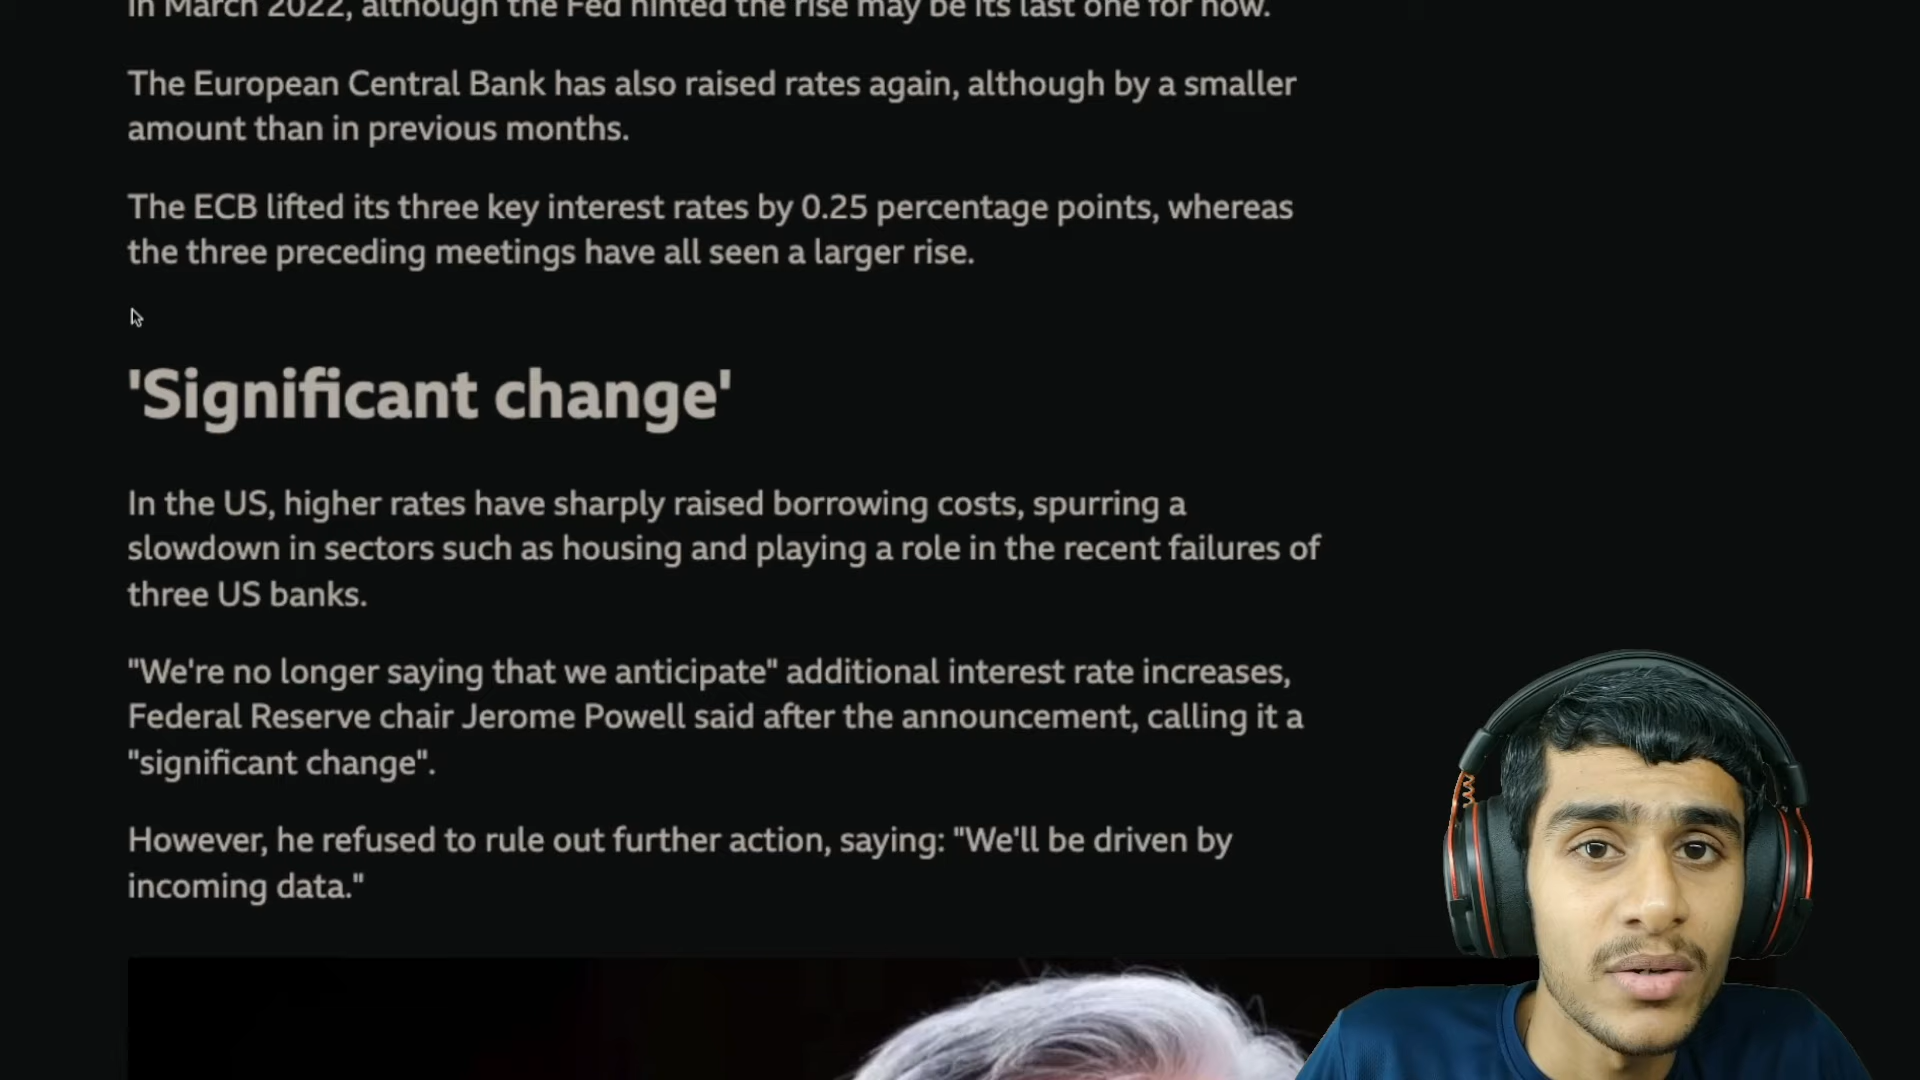 in March 2022, although the Fed hinted the rise may be its last one for now.
The European Central Bank has also raised rates again, although by a smaller
amount than in previous months.
The ECB lifted its three key interest rates by 0.25 percentage points, whereas
the three preceding meetings have all seen a larger rise.
'Significant change'
In the US, higher rates have sharply raised borrowing costs, spurring a
slowdown in sectors such as housing and playing a role in the recent failures of
three US banks.
"We're no longer saying that we anticipate" additional interest rate increases,
Federal Reserve chair Jerome Powell said after the announcement, calling it a
"significant change".
However, he refused to rule out further action, saying: "We'll be driven by
incoming data."